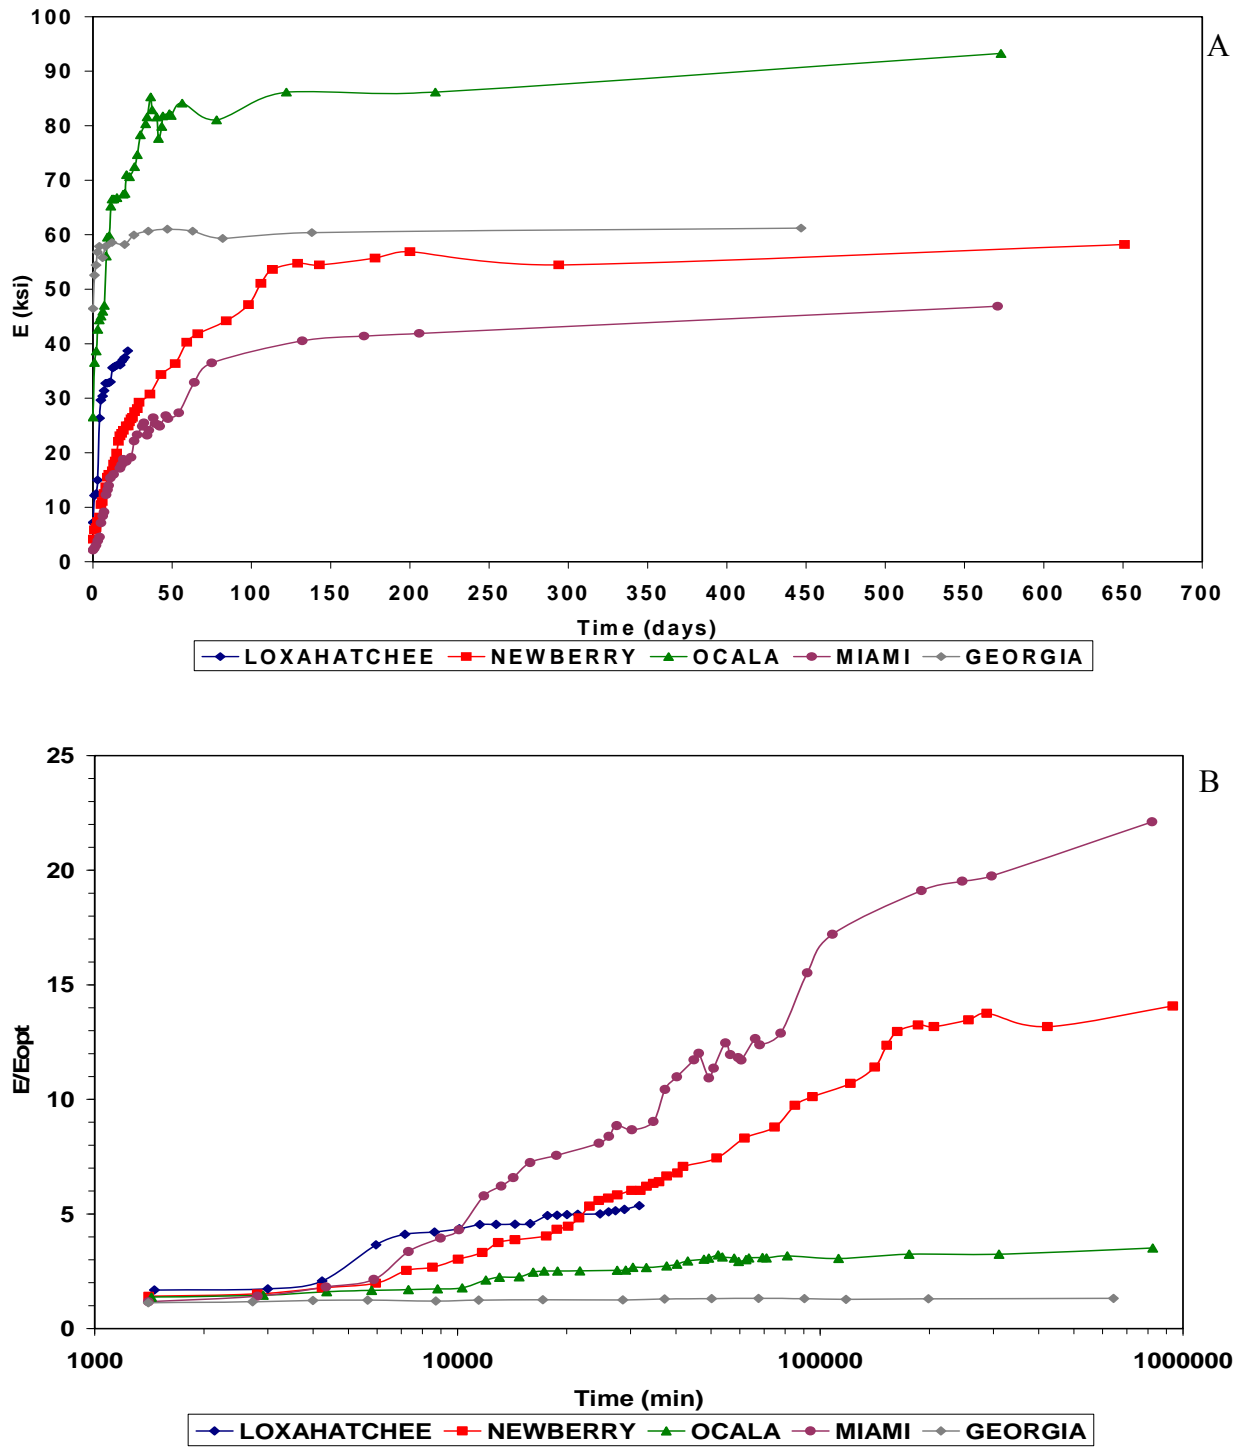 A
100
90
80
70
60
50
40
30
20
10
0
E (ksi)
0 50 100 150 200 250 300 350 400 450 500 550 600 650 700
Time (days)
LOXAHATCHEE NEWBERRY OCALA MIAMI GEORGIA
B
25
20
15
10
5
0
E/Eopt
1000 10000 100000 1000000
Time (min)
LOXAHATCHEE NEWBERRY OCALA MIAMI GEORGIA